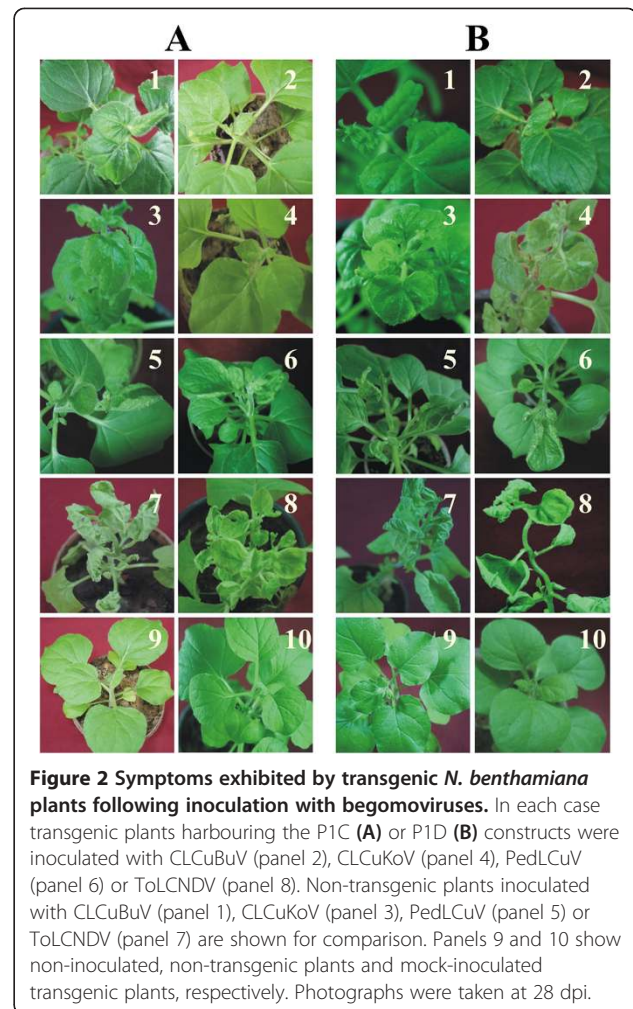 A
B
1 2 1 2
3 4 3 4
5 6 5 6
7 8 7 8
9 10 9 10
Figure 2 Symptoms exhibited by transgenic N. benthamiana
plants following inoculation with begomoviruses. In each case
transgenic plants harbouring the P1C (A) or P1D (B) constructs were
inoculated with CLCuBuV (panel 2), CLCuKoV (panel 4), PedLCuV
(panel 6) or ToLCNDV (panel 8). Non-transgenic plants inoculated
with CLCuBuV (panel 1), CLCuKoV (panel 3), PedLCuV (panel 5) or
ToLCNDV (panel 7) are shown for comparison. Panels 9 and 10 show
non-inoculated, non-transgenic plants and mock-inoculated
transgenic plants, respectively. Photographs were taken at 28 dpi.